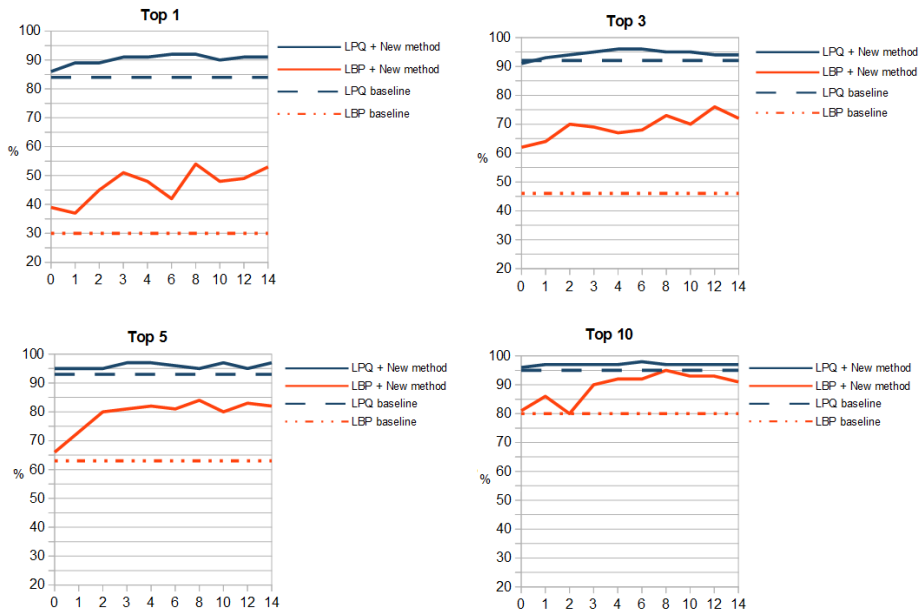 Top 1
100
90
80
70
60
50
40
30
20
%
0 1 2 3 4 6 8 10 12 14
LPQ + New method
LBP + New method
LPQ baseline
LBP baseline
Top 3
100
90
80
70
60
50
40
30
20
%
0 1 2 3 4 6 8 10 12 14
LPQ + New method
LBP + New method
LPQ baseline
LBP baseline
Top 5
100
90
80
70
60
50
40
30
20
%
0 1 2 3 4 6 8 10 12 14
LPQ + New method
LBP + New method
LPQ baseline
LBP baseline
Top 10
100
90
80
70
60
50
40
30
20
%
0 1 2 3 4 6 8 10 12 14
LPQ + New method
LBP + New method
LPQ baseline
LBP baseline